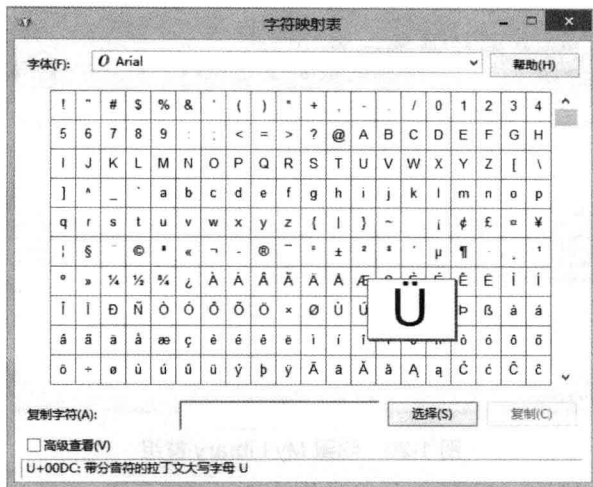 字符映射表
字体(F): O Arial 帮助(H)
! " # $ % & ' ( ) * + , - . / 0 1 2 3 4
5 6 7 8 9 : ; < = > ? @ A B C D E F G H
I J K L M N O P Q R S T U V W X Y Z [ \
] ^ _ ` a b c d e f g h i j k l m n o p
q r s t u v w x y z { | } ~ ¡ ¢ £ ¤ ¥
¦ § ¨ © ª « ¬ - ® ¯ ° ± ² ³ ´ µ ¶ · ¸ ¹
º » ¼ ½ ¾ ¿ À Á Â Ã Ä Å Æ Ê Ë Ì Í
Î Ï Ð Ñ Ò Ó Ô Õ Ö × Ø Ù Ú Ü Þ ß à á
â ã ä å æ ç è é ê ë ì í î ò ó ô õ
ö ÷ ø ù ú û ü ý þ ÿ Ā ā Ă ă Ą ą Ć ć Ĉ ĉ
复制字符(A): 选择(S) 复制(C)
高级查看(V)
U+00DC: 带分音符的拉丁文大写字母 U